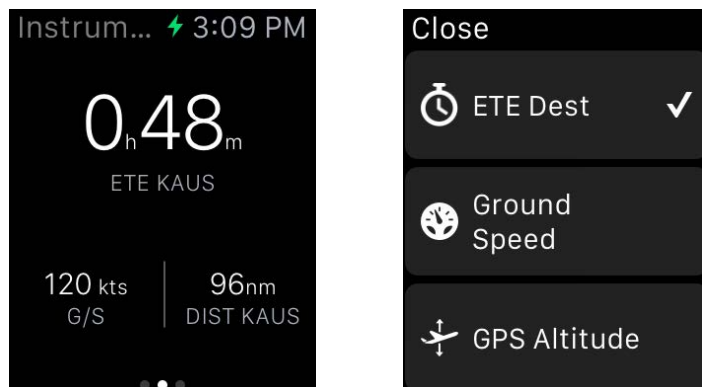 Instrum... 3:09 PM
0h48m
ETE KAUS
120 kts 96nm
G/S DIST KAUS
Close
ETE Dest
Ground
Speed
GPS Altitude